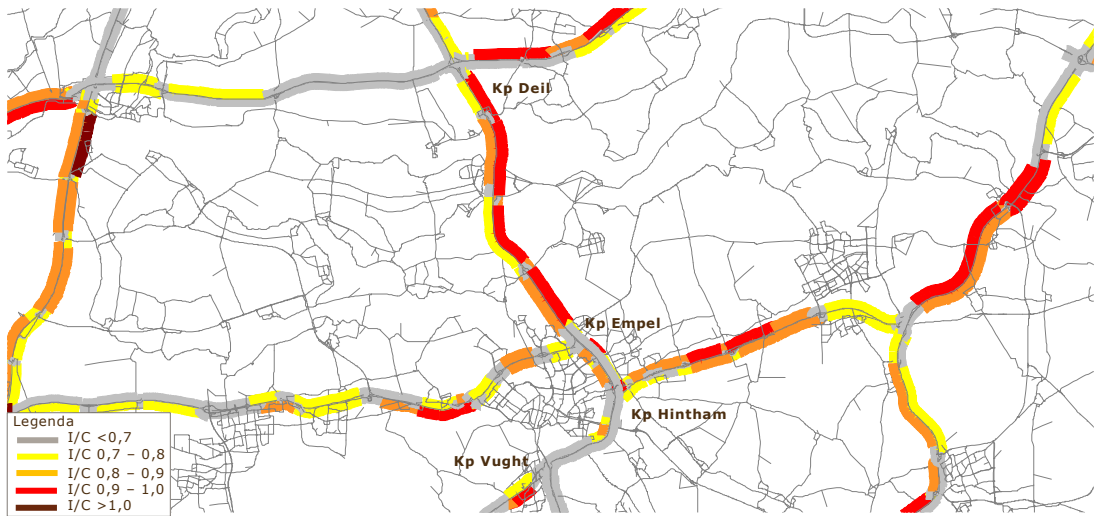 Kp Deil
Kp Empel
Kp Hintham
Kp Vught
Legenda
I/C <0,7
I/C 0,7 – 0,8
I/C 0,8 – 0,9
I/C 0,9 – 1,0
I/C >1,0